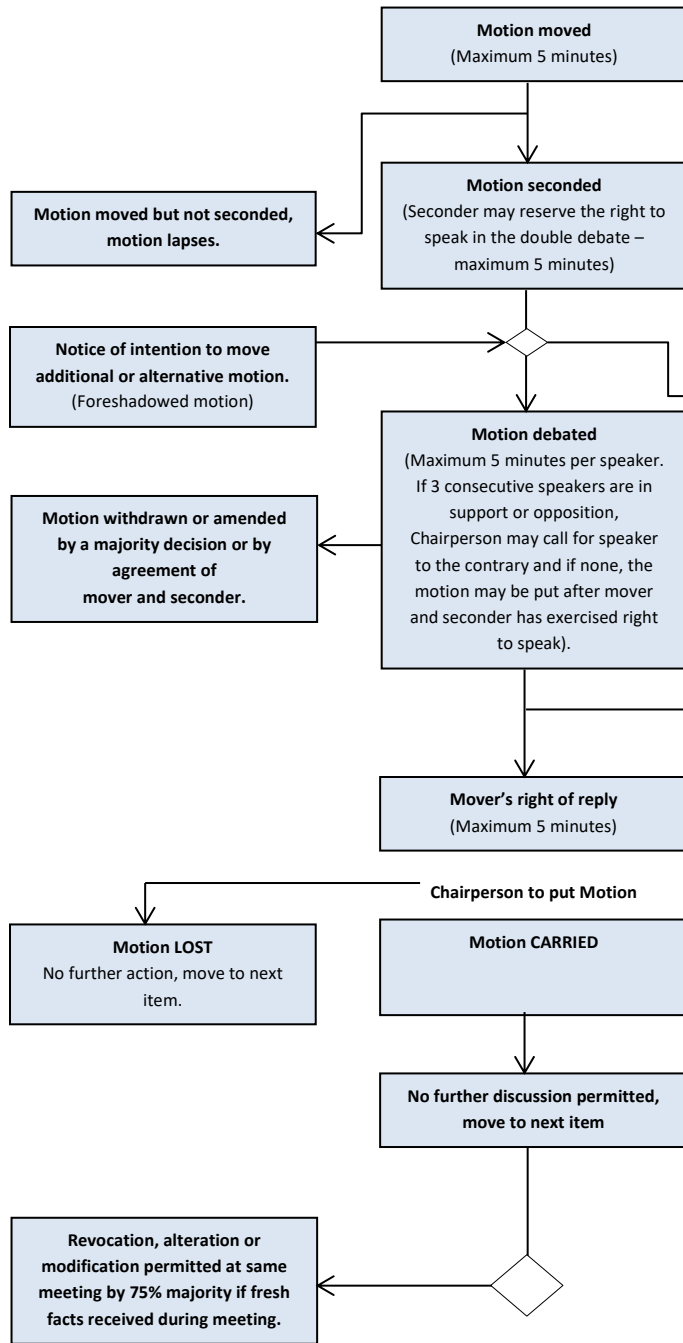 Motion moved
(Maximum 5 minutes)
Motion seconded
(Seconder may reserve the right to
speak in the double debate –
maximum 5 minutes)
Motion moved but not seconded,
motion lapses.
Notice of intention to move
additional or alternative motion.
(Foreshadowed motion)
Motion debated
(Maximum 5 minutes per speaker.
If 3 consecutive speakers are in
support or opposition,
Chairperson may call for speaker
to the contrary and if none, the
motion may be put after mover
and seconder has exercised right
to speak).
Motion withdrawn or amended
by a majority decision or by
agreement of
mover and seconder.
Mover’s right of reply
(Maximum 5 minutes)
Chairperson to put Motion
Motion LOST
No further action, move to next
item.
Motion CARRIED
No further discussion permitted,
move to next item
Revocation, alteration or
modification permitted at same
meeting by 75% majority if fresh
facts received during meeting.